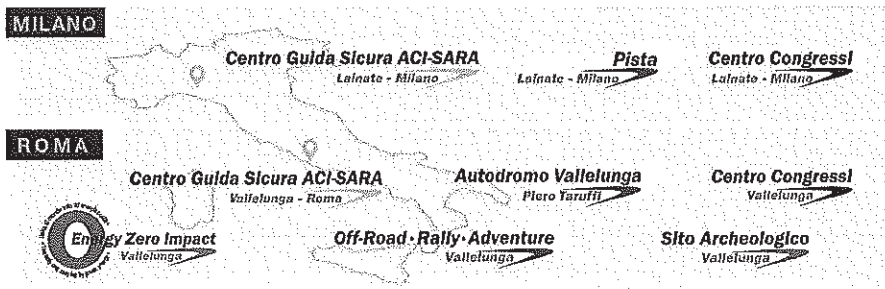 MILANO
Centro Guida Sicura ACI-SARA
Lainate - Milano
Pista
Lainate - Milano
Centro Congressi
Lainate - Milano
ROMA
Centro Guida Sicura ACI-SARA
Vallelunga - Roma
Autodromo Vallelunga
Piero Taruffi
Centro Congressi
Vallelunga
Energy Zero Impact
Vallelunga
Off-Road·Rally·Adventure
Vallelunga
Sito Archeologico
Vallelunga